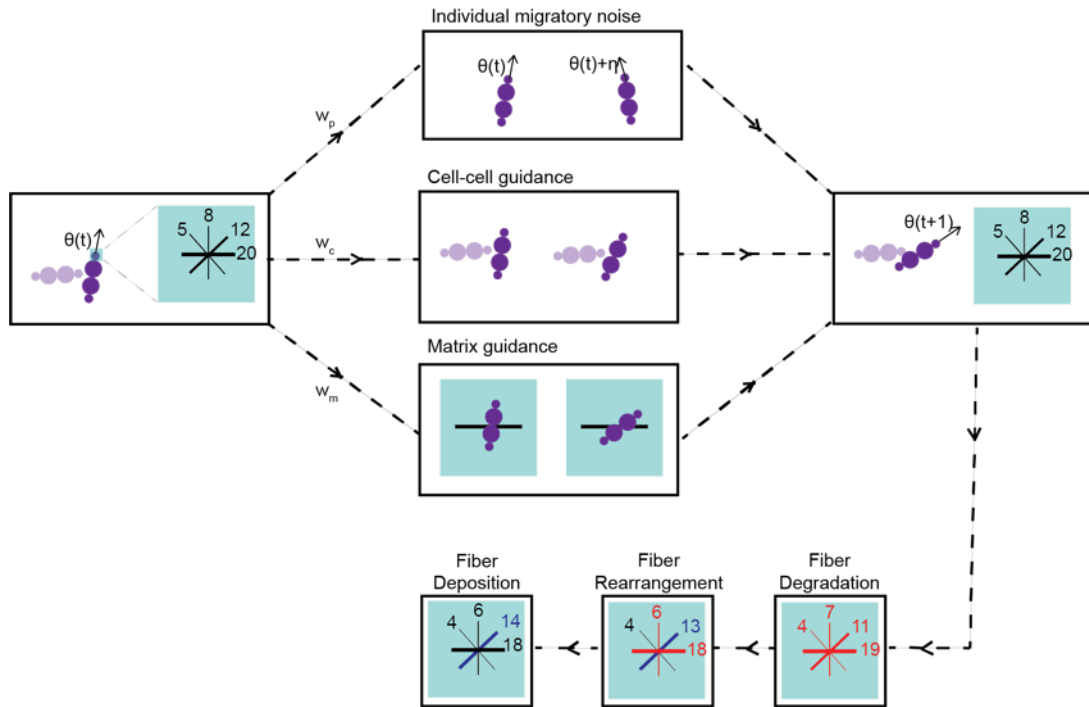 Individual migratory noise
θ(t)
θ(t)+η
w_p
Cell-cell guidance
θ(t)
8
5
12
20
w_c
θ(t+1)
8
5
12
20
Matrix guidance
w_m
Fiber
Deposition
6
4
14
18
Fiber
Rearrangement
6
4
13
18
Fiber
Degradation
7
4
11
19